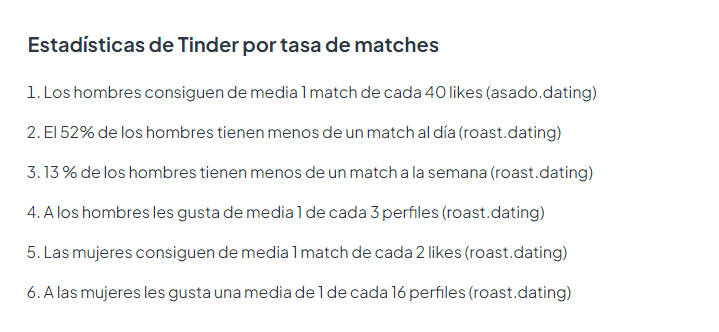 Estadísticas de Tinder por tasa de matches
1. Los hombres consiguen de media 1 match de cada 40 likes (asado.dating)
2. El 52% de los hombres tienen menos de un match al día (roast.dating)
3. 13 % de los hombres tienen menos de un match a la semana (roast.dating)
4. A los hombres les gusta de media 1 de cada 3 perfiles (roast.dating)
5. Las mujeres consiguen de media 1 match de cada 2 likes (roast.dating)
6. A las mujeres les gusta una media de 1 de cada 16 perfiles (roast.dating)